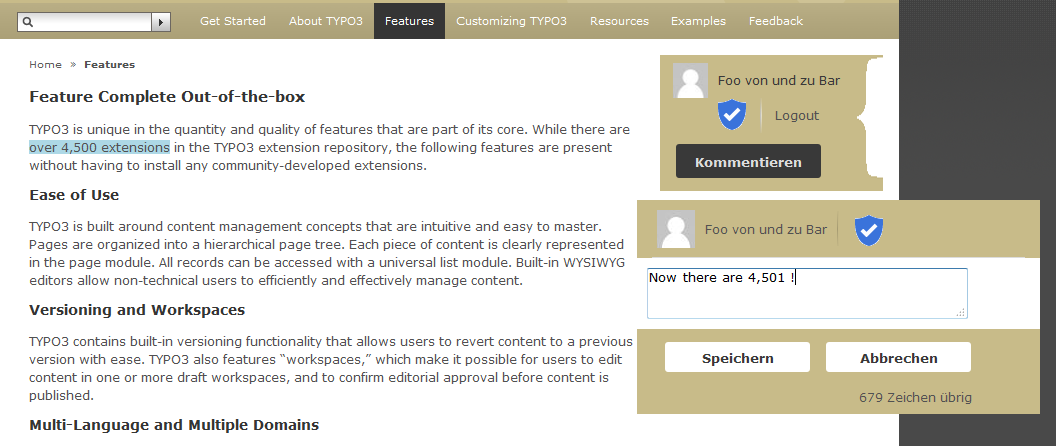 Get Started About TYPO3 Features Customizing TYPO3 Resources Examples Feedback
Home » Features
Feature Complete Out-of-the-box
TYPO3 is unique in the quantity and quality of features that are part of its core. While there are
over 4,500 extensions in the TYPO3 extension repository, the following features are present
without having to install any community-developed extensions.
Ease of Use
TYPO3 is built around content management concepts that are intuitive and easy to master.
Pages are organized into a hierarchical page tree. Each piece of content is clearly represented
in the page module. All records can be accessed with a universal list module. Built-in WYSIWYG
editors allow non-technical users to efficiently and effectively manage content.
Versioning and Workspaces
TYPO3 contains built-in versioning functionality that allows users to revert content to a previous
version with ease. TYPO3 also features “workspaces,” which make it possible for users to edit
content in one or more draft workspaces, and to confirm editorial approval before content is
published.
Multi-Language and Multiple Domains
Foo von und zu Bar
Logout
Kommentieren
Foo von und zu Bar
Now there are 4,501 !
Speichern Abbrechen
679 Zeichen übrig